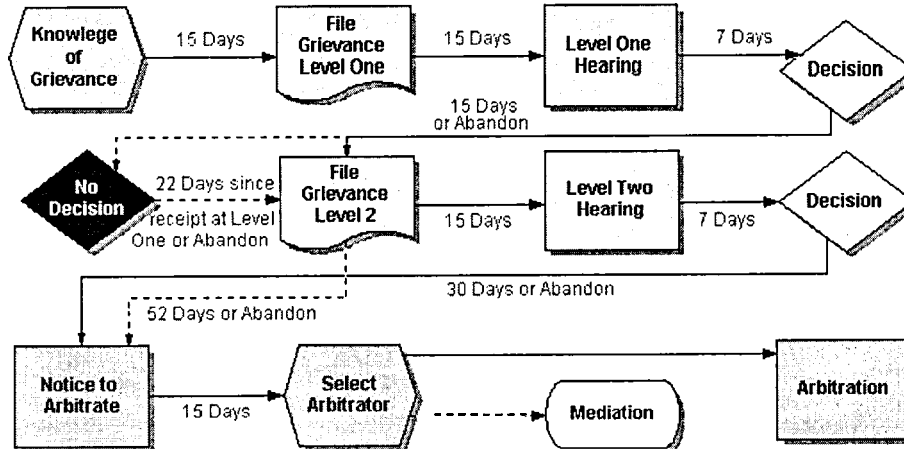 Knowlege
of
Grievance
15 Days
File
Grievance
Level One
15 Days
Level One
Hearing
7 Days
Decision
15 Days
or Abandon
No
Decision
22 Days since
receipt at Level
One or Abandon
File
Grievance
Level 2
15 Days
Level Two
Hearing
7 Days
Decision
30 Days or Abandon
52 Days or Abandon
Notice to
Arbitrate
15 Days
Select
Arbitrator
Mediation
Arbitration